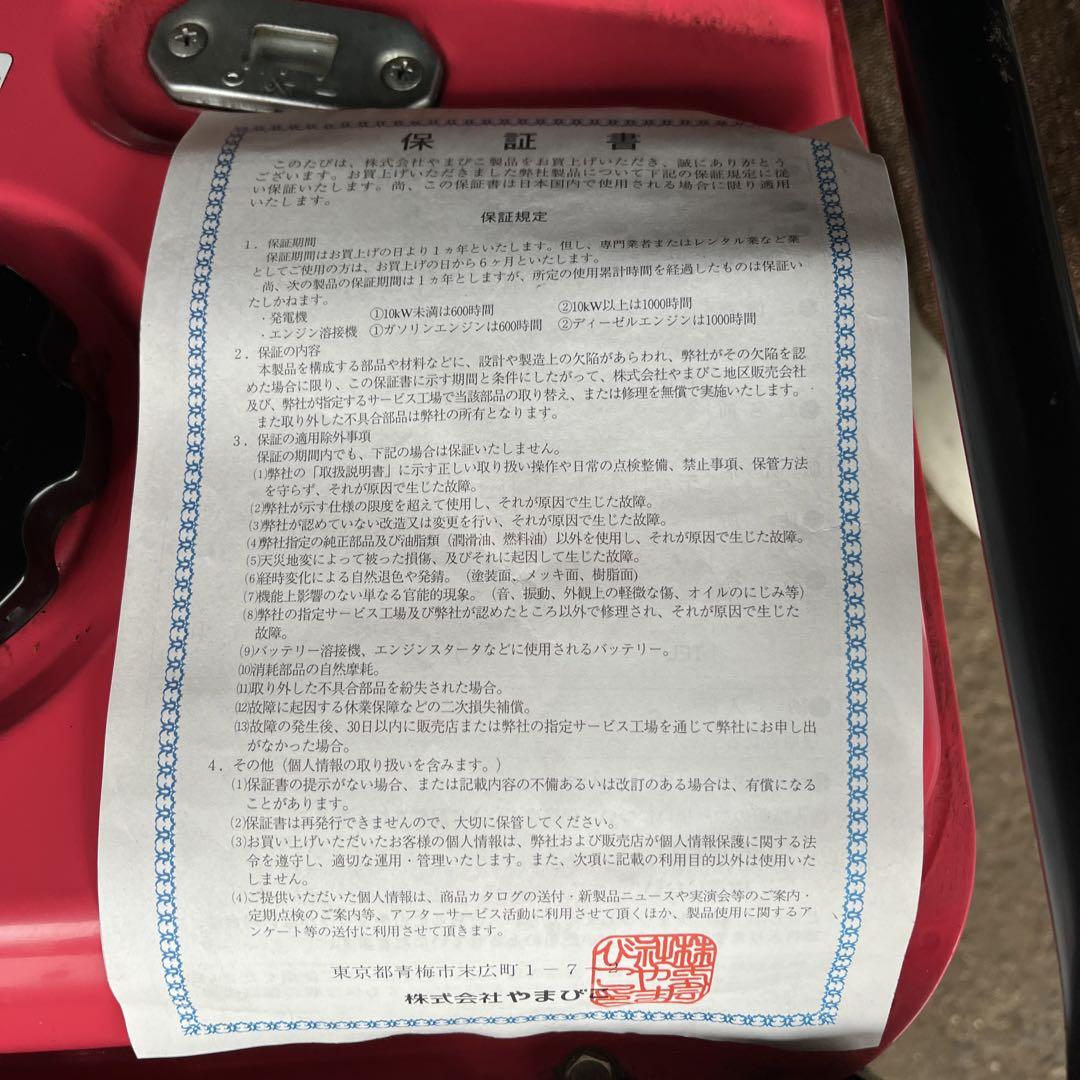 保証書
このたびは、株式会社やまびこ製品をお買上げいただき、誠にありがとう
ございます。お買上げいただきました弊社製品について下記の保証規定に従
い保証いたします。尚、この保証書は日本国内で使用される場合に限り適用
いたします。
保証規定
1．保証期間
保証期間はお買上げの日より1ヵ年といたします。但し、専門業者またはレンタル業など業
としてご使用の方は、お買上げの日から6ヶ月といたします。
尚、次の製品の保証期間は1ヵ年としますが、所定の使用累計時間を経過したものは保証い
たしかねます。
・発電機 ①10kW未満は600時間 ②10kW以上は1000時間
・エンジン溶接機 ①ガソリンエンジンは600時間 ②ディーゼルエンジンは1000時間
2．保証の内容
本製品を構成する部品や材料などに、設計や製造上の欠陥があらわれ、弊社がその欠陥を認
めた場合に限り、この保証書に示す期間と条件にしたがって、株式会社やまびこ地区販売会社
及び、弊社が指定するサービス工場で当該部品の取り替え、または修理を無償で実施いたします。
また取り外した不具合部品は弊社の所有となります。
3．保証の適用除外事項
保証の期間内でも、下記の場合は保証いたしません。
(1)弊社の「取扱説明書」に示す正しい取り扱い操作や日常の点検整備、禁止事項、保管方法
を守らず、それが原因で生じた故障。
(2)弊社が示す仕様の限度を超えて使用し、それが原因で生じた故障。
(3)弊社が認めていない改造又は変更を行い、それが原因で生じた故障。
(4)弊社指定の純正部品及び油脂類（潤滑油、燃料油）以外を使用し、それが原因で生じた故障。
(5)天災地変によって被った損傷、及びそれに起因して生じた故障。
(6)経時変化による自然退色や発錆。（塗装面、メッキ面、樹脂面）
(7)機能上影響のない単なる官能的現象。（音、振動、外観上の軽微な傷、オイルのにじみ等）
(8)弊社の指定サービス工場及び弊社が認めたところ以外で修理され、それが原因で生じた
故障。
(9)バッテリー溶接機、エンジンスタータなどに使用されるバッテリー。
(10)消耗部品の自然摩耗。
(11)取り外した不具合部品を紛失された場合。
(12)故障に起因する休業保障などの二次損失補償。
(13)故障の発生後、30日以内に販売店または弊社の指定サービス工場を通じて弊社にお申し出
がなかった場合。
4．その他（個人情報の取り扱いを含みます。）
(1)保証書の提示がない場合、または記載内容の不備あるいは改訂のある場合は、有償になる
ことがあります。
(2)保証書は再発行できませんので、大切に保管してください。
(3)お買い上げいただいたお客様の個人情報は、弊社および販売店が個人情報保護に関する法
令を遵守し、適切な運用・管理いたします。また、次項に記載の利用目的以外は使用いた
しません。
(4)ご提供いただいた個人情報は、商品カタログの送付・新製品ニュースや実演会等のご案内・
定期点検のご案内等、アフターサービス活動に利用させて頂くほか、製品使用に関するア
ンケート等の送付に利用させて頂きます。
東京都青梅市末広町1－7－
株式会社やまびこ